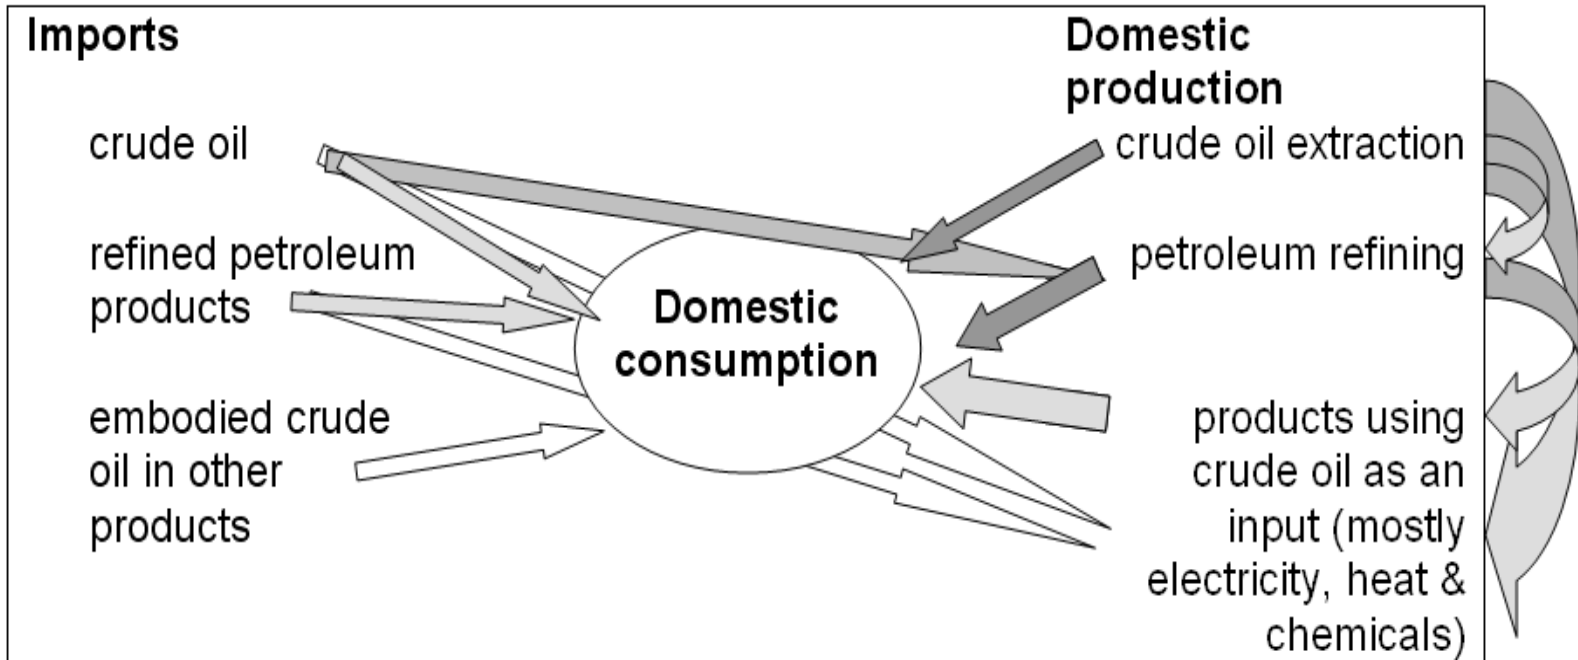 Imports
crude oil
refined petroleum
products
embodied crude
oil in other
products
Domestic
consumption
Domestic
production
crude oil extraction
petroleum refining
products using
crude oil as an
input (mostly
electricity, heat &
chemicals)